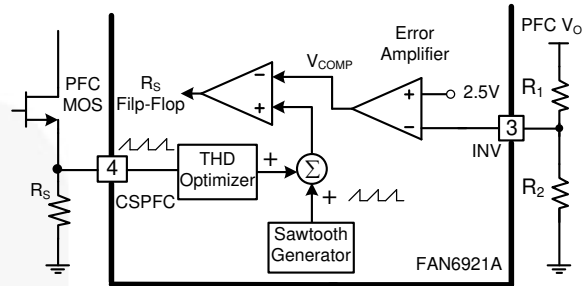 Error
Amplifier
PFC VO
PFC
MOS
RS
Filp-Flop
VCOMP
−
+
+
−
2.5V
R1
3
INV
4
THD
Optimizer
+
Σ
CSPFC
RS
+
R2
Sawtooth
Generator
FAN6921A